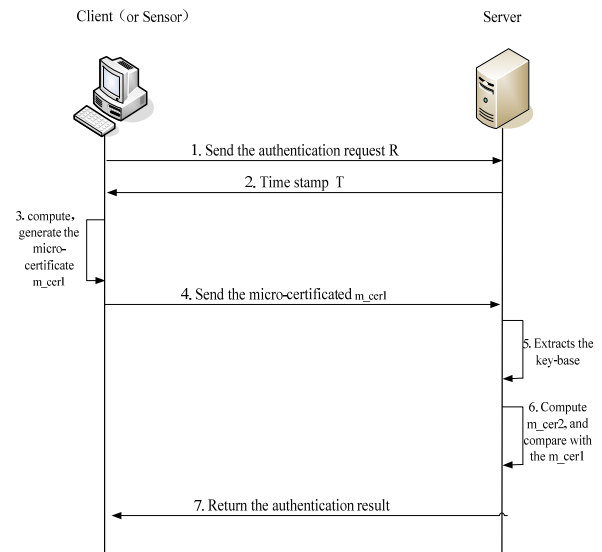 Client (or Sensor)
Server
1. Send the authentication request R
2. Time stamp T
3. compute,
generate the
micro-
certificate
m_cer1
4. Send the micro-certificated m_cer1
5. Extracts the
key-base
6. Compute
m_cer2, and
compare with
the m_cer1
7. Return the authentication result